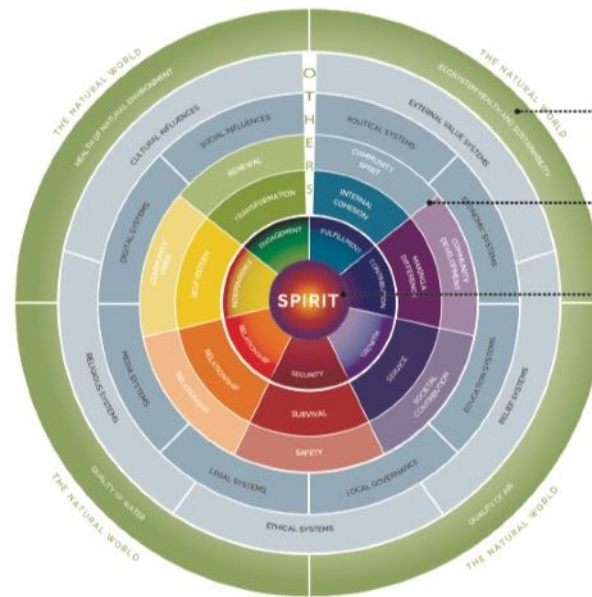 THE NATURAL WORLD
THE NATURAL WORLD
THE NATURAL WORLD
THE NATURAL WORLD
HEALTH OF NATURAL ENVIRONMENT
ECOSYSTEM HEALTH AND SUSTAINABILITY
QUALITY OF WATER
QUALITY OF AIR
CULTURAL INFLUENCES
EXTERNAL VALUE SYSTEMS
BELIEF SYSTEMS
ETHICAL SYSTEMS
RELIGIOUS SYSTEMS
SOCIAL INFLUENCES
POLITICAL SYSTEMS
ECONOMIC SYSTEMS
EDUCATION SYSTEMS
LOCAL GOVERNANCE
LEGAL SYSTEMS
MEDIA SYSTEMS
DIGITAL SYSTEMS
OTHERS
RENEWAL
COMMUNITY
SPIRIT
COMMUNITY
DEVELOPMENT
SOCIETAL
CONTRIBUTION
SAFETY
RELATIONSHIP
COMMUNITY
PRIDE
TRANSFORMATION
INTERNAL
COHESION
MAKING A
DIFFERENCE
SERVICE
SURVIVAL
RELATIONSHIP
SELF ESTEEM
ENGAGEMENT
FULFILLMENT
CONTRIBUTION
GROWTH
SECURITY
RELATIONSHIP
INDEPENDENCE
SPIRIT